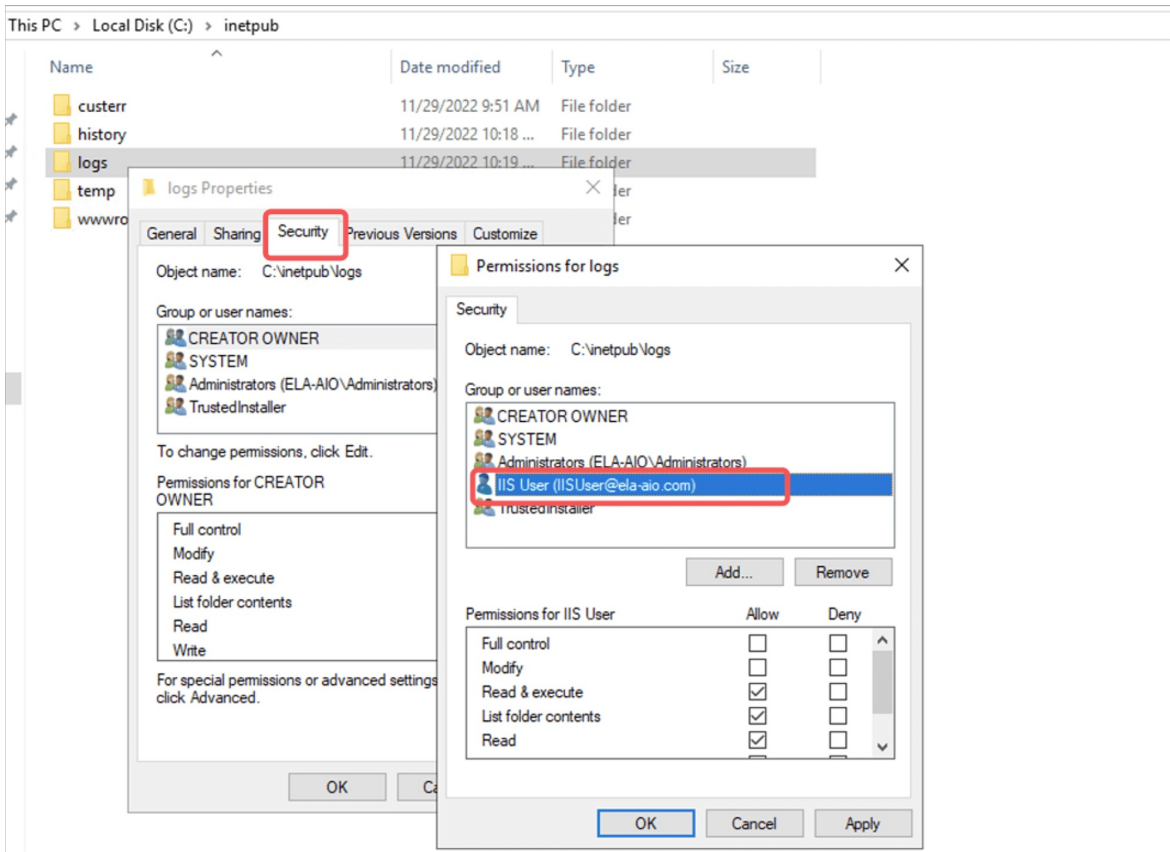 This PC > Local Disk (C:) > inetpub
Name Date modified Type Size
custerr 11/29/2022 9:51 AM File folder
history 11/29/2022 10:18 ... File folder
logs 11/29/2022 10:19 ... File folder
temp
wwwro
logs Properties
General Sharing Security Previous Versions Customize
Object name: C:\inetpub\logs
Group or user names:
CREATOR OWNER
SYSTEM
Administrators (ELA-AIO\Administrators)
TrustedInstaller
To change permissions, click Edit.
Permissions for CREATOR
OWNER
Full control
Modify
Read & execute
List folder contents
Read
Write
For special permissions or advanced settings
click Advanced.
OK Ca
Permissions for logs
Security
Object name: C:\inetpub\logs
Group or user names:
CREATOR OWNER
SYSTEM
Administrators (ELA-AIO\Administrators)
IIS User (IISUser@ela-aio.com)
TrustedInstaller
Add... Remove
Permissions for IIS User Allow Deny
Full control
Modify
Read & execute
List folder contents
Read
OK Cancel Apply